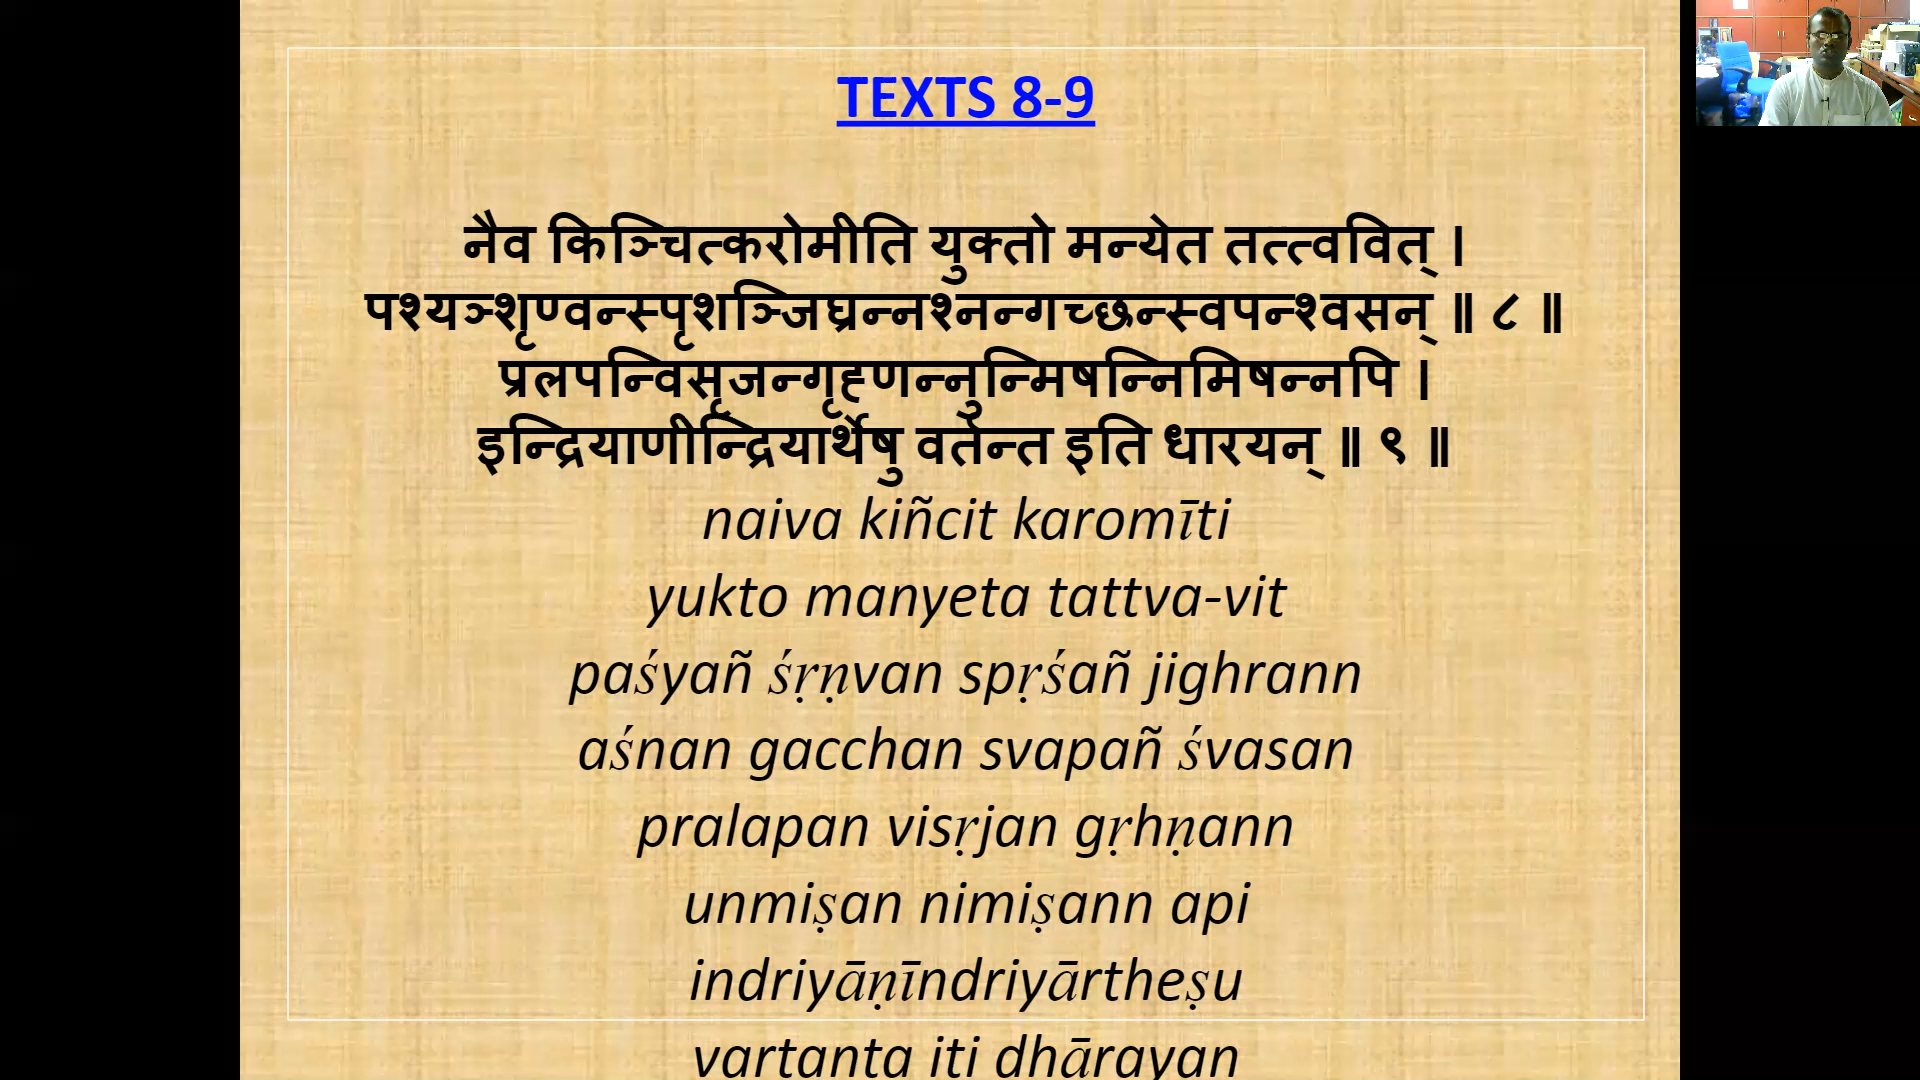 TEXTS 8-9
नैव किञ्चित्करोमीति युक्तो मन्येत तत्त्ववित् ।
पश्यञ्शृण्वन्स्पृशञ्जिघ्रन्नश्नन्गच्छन्स्वपन्श्वसन् ॥ ८ ॥
प्रलपन्विसृजन्गृह्णन्नुन्मिषन्निमिषन्नपि ।
इन्द्रियाणीन्द्रियार्थेषु वर्तन्त इति धारयन् ॥ ९ ॥
naiva kiñcit karomīti
yukto manyeta tattva-vit
paśyañ śṛṇvan spṛśañ jighrann
aśnan gacchan svapañ śvasan
pralapan visṛjan gṛhṇann
unmiṣan nimiṣann api
indriyāṇīndriyārtheṣu
vartanta iti dhārayan